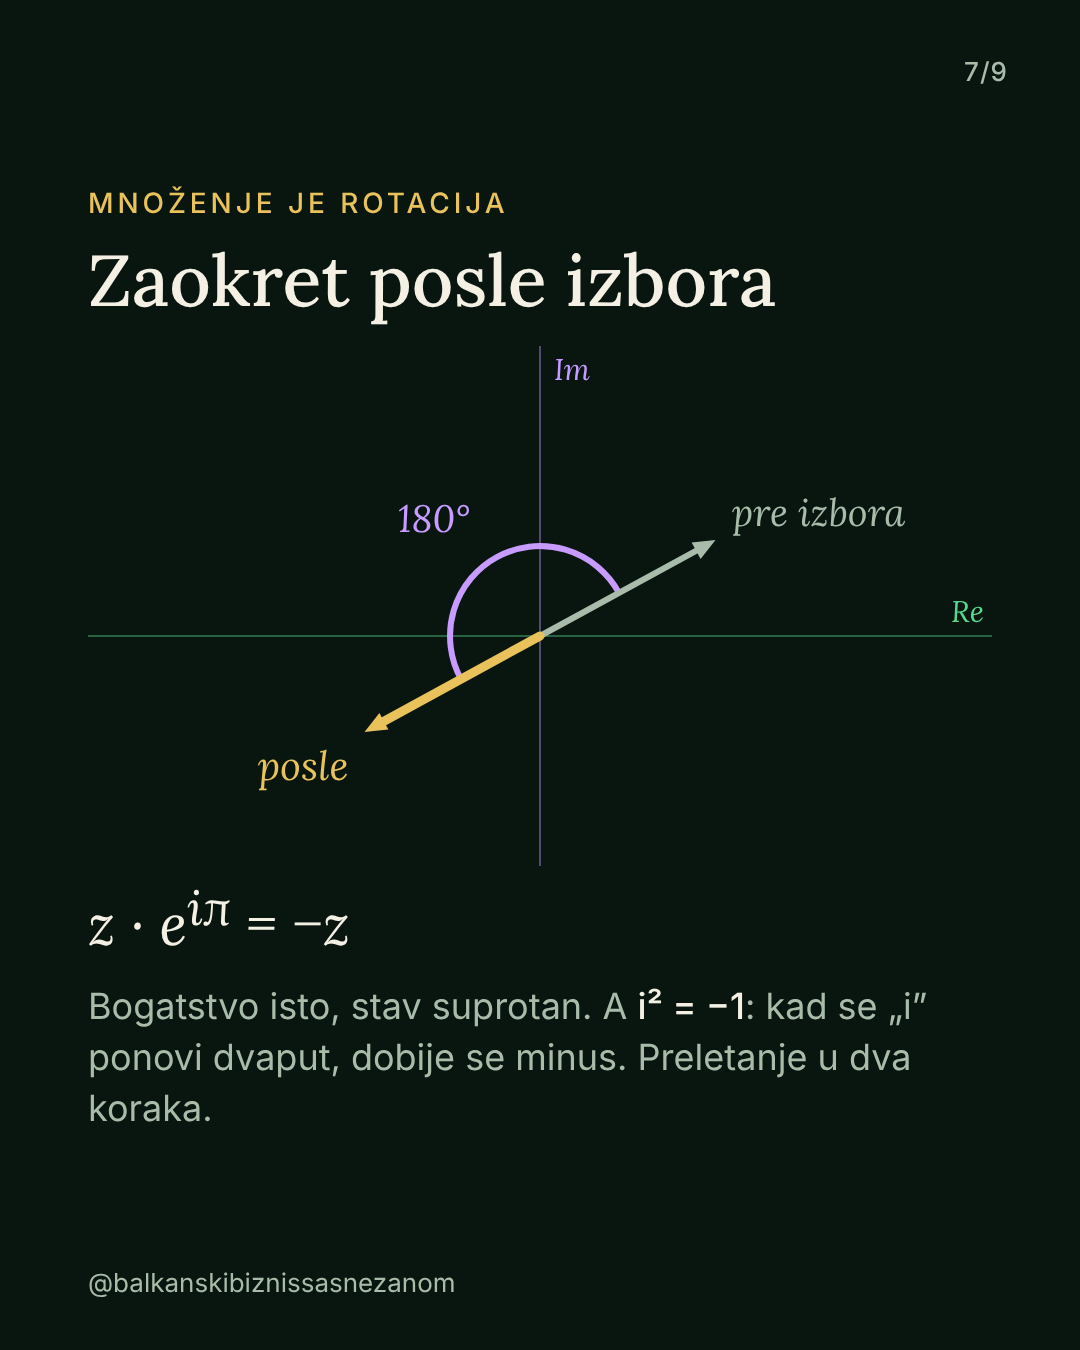 7/9
MNOŽENJE JE ROTACIJA
Zaokret posle izbora
Im
180°
pre izbora
Re
posle
z · e^{iπ} = −z
Bogatstvo isto, stav suprotan. A i² = −1: kad se „i”
ponovi dvaput, dobije se minus. Preletanje u dva
koraka.
@balkanskibiznissasnezanom